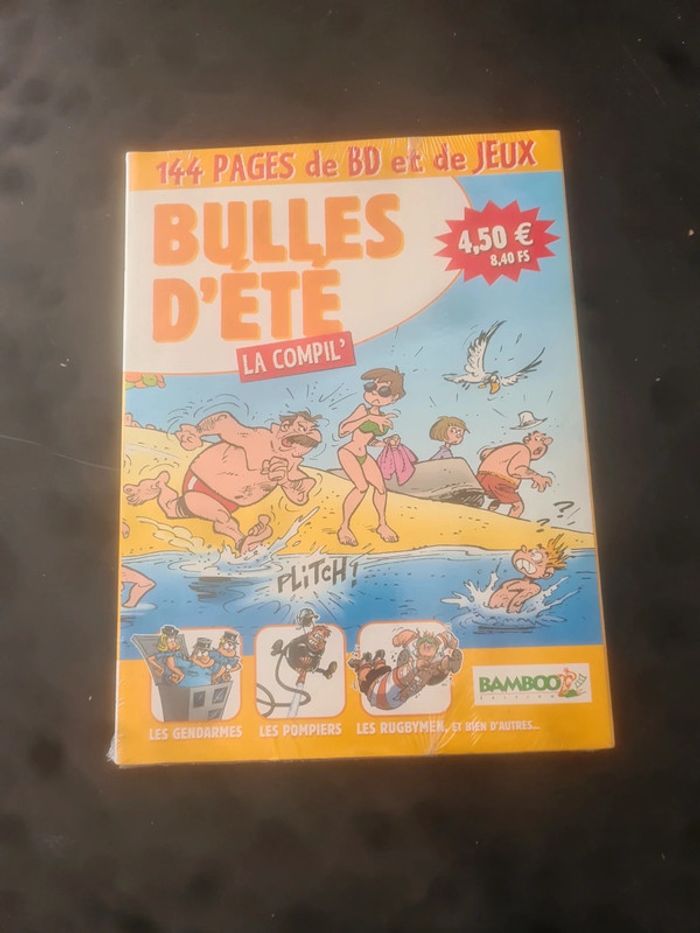 144 PAGES de BD et de JEUX
BULLES
D'ÉTÉ
LA COMPIL'
4,50 €
8,40 FS
PLiTCH !
? ?
LES GENDARMES
LES POMPIERS
LES RUGBYMEN, ET BIEN D'AUTRES...
BAMBOO
ÉDITION